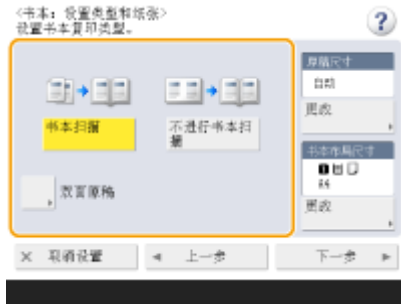 <书本：设置类型和纸张>
设置书本复印类型。
?
书本扫描
不进行书本扫
描
双面原稿
原稿尺寸
自动
更改
书本布局尺寸
A4
更改
× 取消设置
◄ 上一步
下一步 ►